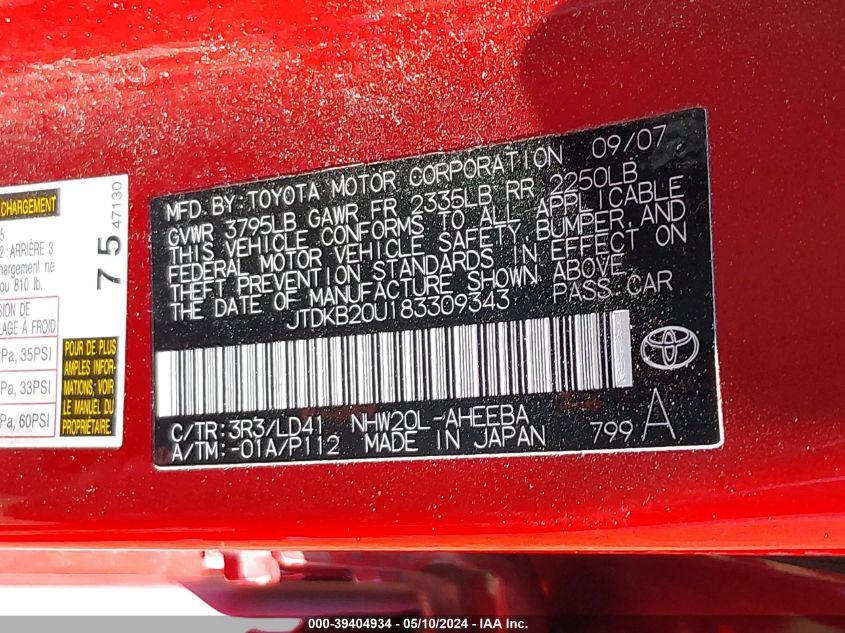 CHARGEMENT
5
2: ARRIÈRE 3
chargement ne
ou 810 lb.
SION DE
LAGE À FROID
Pa, 35PSI
Pa, 33PSI
Pa, 60PSI
75
47130
POUR DE PLUS
AMPLES INFOR-
MATIONS, VOIR
LE MANUEL DU
PROPRIÉTAIRE.
MFD. BY: TOYOTA MOTOR CORPORATION 09/07
GVWR 3795LB GAWR FR 2335LB RR 2250LB
THIS VEHICLE CONFORMS TO ALL APPLICABLE
FEDERAL MOTOR VEHICLE SAFETY, BUMPER, AND
THEFT PREVENTION STANDARDS IN EFFECT ON
THE DATE OF MANUFACTURE SHOWN ABOVE.
JTDKB20U183309343 PASS. CAR
C/TR: 3R3/LD41 NHW20L-AHEEBA
A/TM: -01A/P112 MADE IN JAPAN 799 A
000-39404934 - 05/10/2024 - IAA Inc.